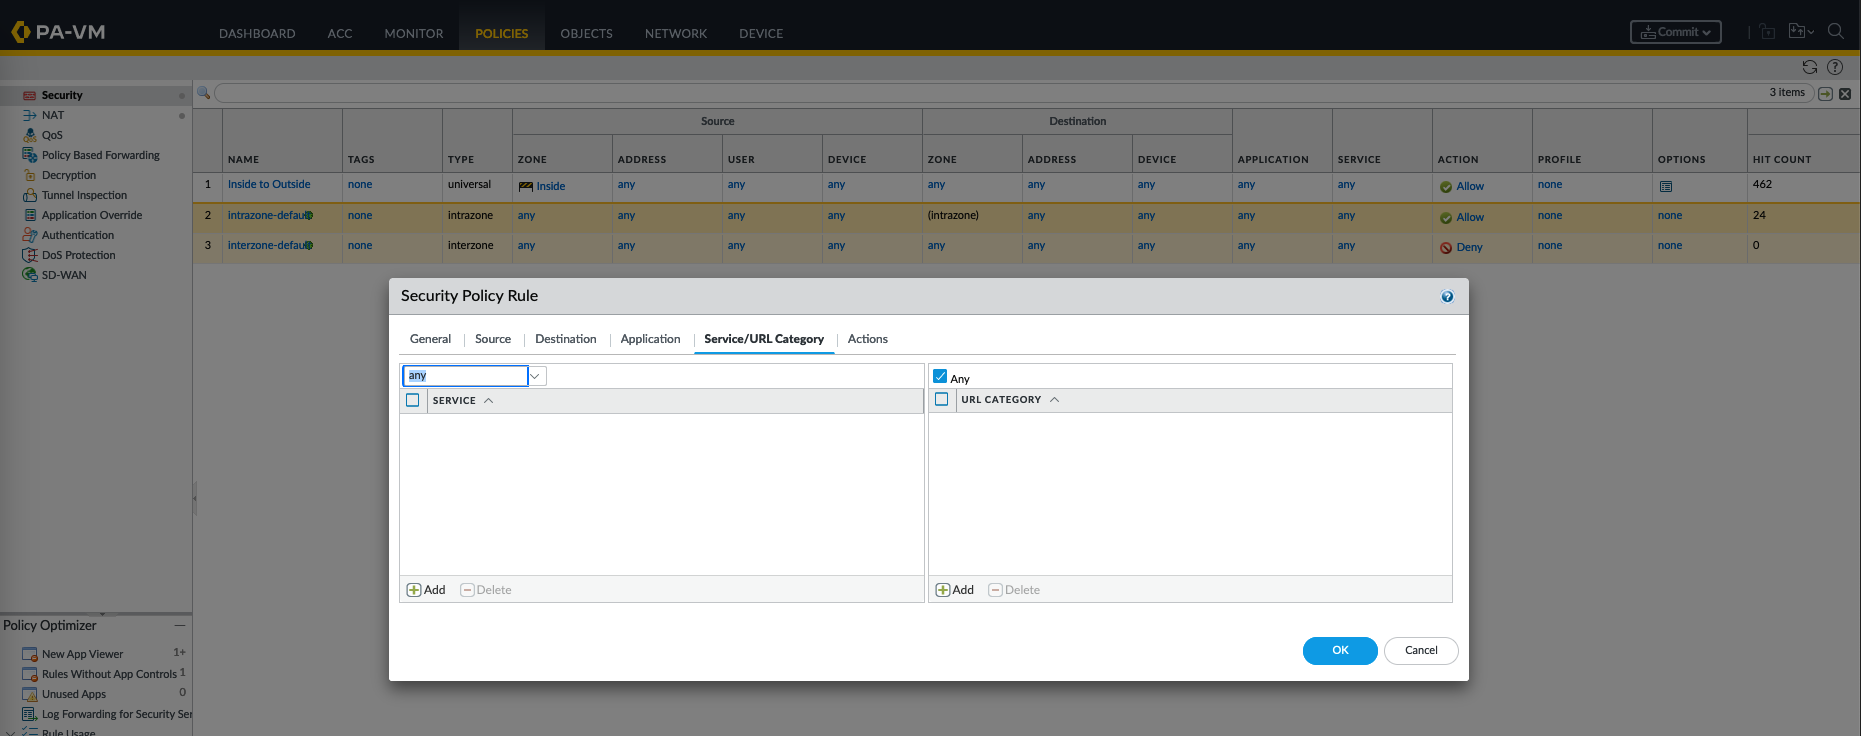 PA-VM
DASHBOARD ACC MONITOR POLICIES OBJECTS NETWORK DEVICE
Commit
Security
NAT
QoS
Policy Based Forwarding
Decryption
Tunnel Inspection
Application Override
Authentication
DoS Protection
SD-WAN
3 items
Source Destination
NAME TAGS TYPE ZONE ADDRESS USER DEVICE ZONE ADDRESS DEVICE APPLICATION SERVICE ACTION PROFILE OPTIONS HIT COUNT
1 Inside to Outside none universal Inside any any any any any any any any Allow none 462
2 intrazone-default none intrazone any any any any (intrazone) any any any any Allow none none 24
3 interzone-default none interzone any any any any any any any any any Deny none none 0
Security Policy Rule
General Source Destination Application Service/URL Category Actions
any
Any
SERVICE
URL CATEGORY
Add Delete
Add Delete
OK Cancel
Policy Optimizer
New App Viewer 1+
Rules Without App Controls 1
Unused Apps 0
Log Forwarding for Security Ser
Rule Usage